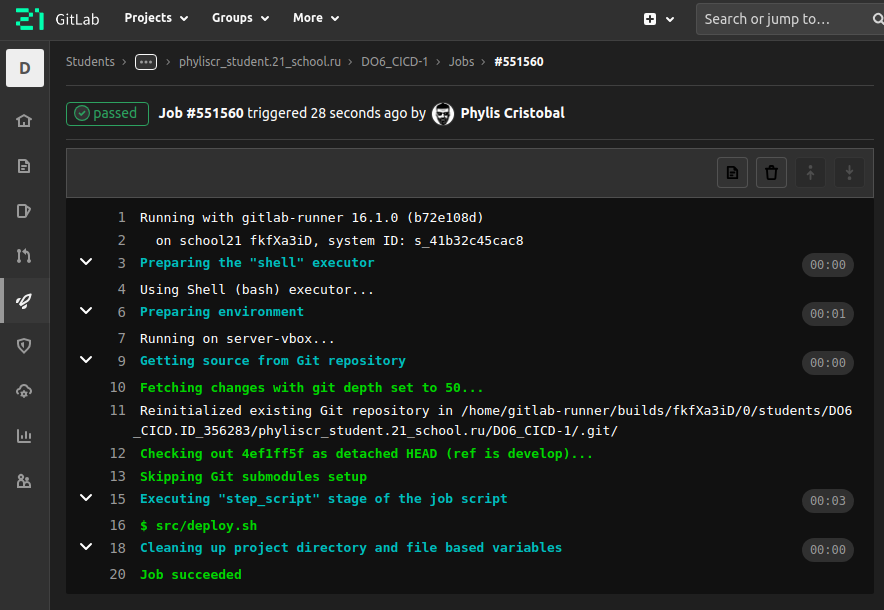 21 GitLab Projects Groups More Search or jump to...
D Students > ... > phyliscr_student.21_school.ru > DO6_CICD-1 > Jobs > #551560
passed Job #551560 triggered 28 seconds ago by Phylis Cristobal
1 Running with gitlab-runner 16.1.0 (b72e108d)
2 on school21 fkfXa3iD, system ID: s_41b32c45cac8
3 Preparing the "shell" executor 00:00
4 Using Shell (bash) executor...
6 Preparing environment 00:01
7 Running on server-vbox...
9 Getting source from Git repository 00:00
10 Fetching changes with git depth set to 50...
11 Reinitialized existing Git repository in /home/gitlab-runner/builds/fkfXa3iD/0/students/DO6
_CICD.ID_356283/phyliscr_student.21_school.ru/DO6_CICD-1/.git/
12 Checking out 4ef1ff5f as detached HEAD (ref is develop)...
13 Skipping Git submodules setup
15 Executing "step_script" stage of the job script 00:03
16 $ src/deploy.sh
18 Cleaning up project directory and file based variables 00:00
20 Job succeeded